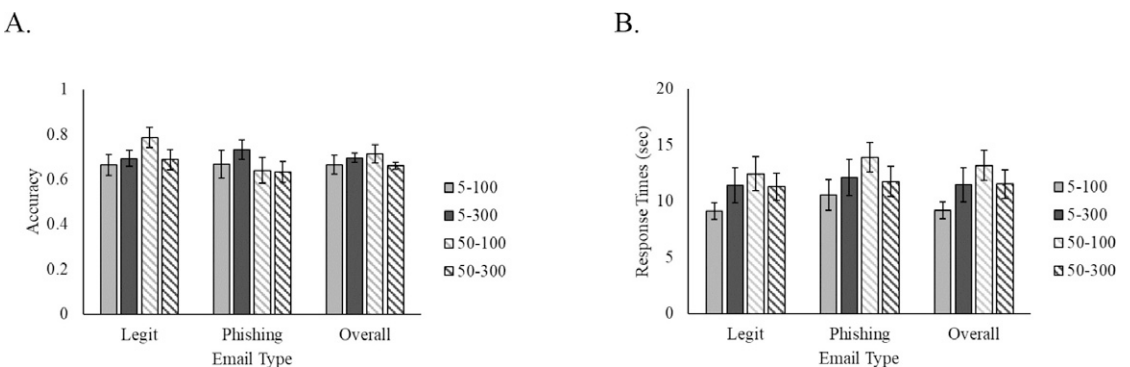 A.
1
0.8
0.6
0.4
0.2
0
Accuracy
Legit Phishing Overall
Email Type
5-100
5-300
50-100
50-300
B.
20
15
10
5
0
Response Times (sec)
Legit Phishing Overall
Email Type
5-100
5-300
50-100
50-300